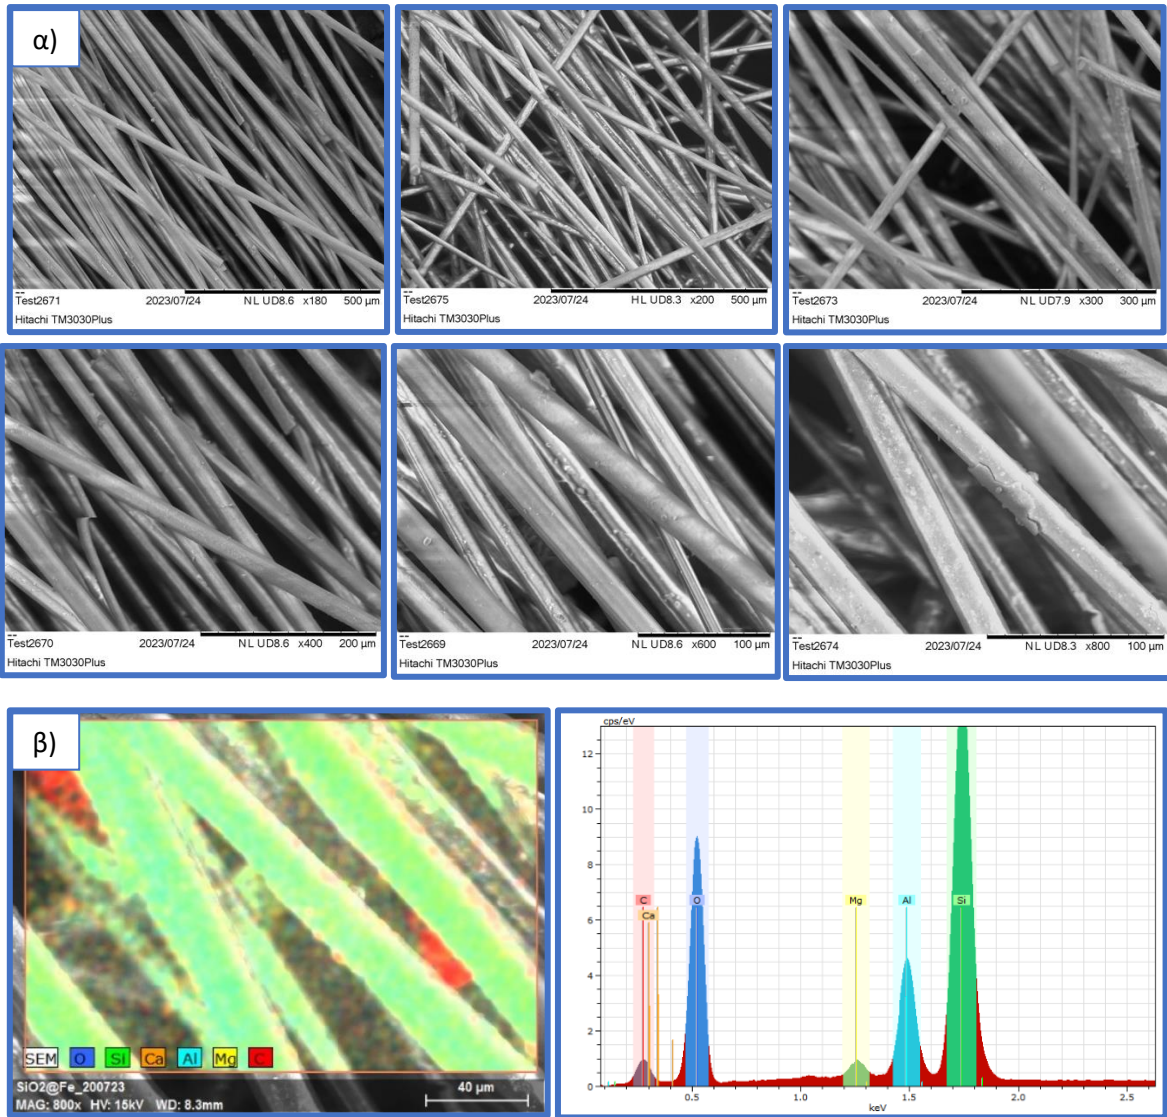 α)
Test2671 2023/07/24 NL UD8.6 x180 500 μm
Hitachi TM3030Plus
Test2675 2023/07/24 HL UD8.3 x200 500 μm
Hitachi TM3030Plus
Test2673 2023/07/24 NL UD7.9 x300 300 μm
Hitachi TM3030Plus
Test2670 2023/07/24 NL UD8.6 x400 200 μm
Hitachi TM3030Plus
Test2669 2023/07/24 NL UD8.6 x600 100 μm
Hitachi TM3030Plus
Test2674 2023/07/24 NL UD8.3 x800 100 μm
Hitachi TM3030Plus
β)
SEM O Si Ca Al Mg C
SiO2@Fe_200723
MAG: 800x HV: 15kV WD: 8.3mm
40 μm
cps/eV
12
10
8
6
4
2
0
C
Ca
O
Mg
Al
Si
0.5 1.0 1.5 2.0 2.5
keV